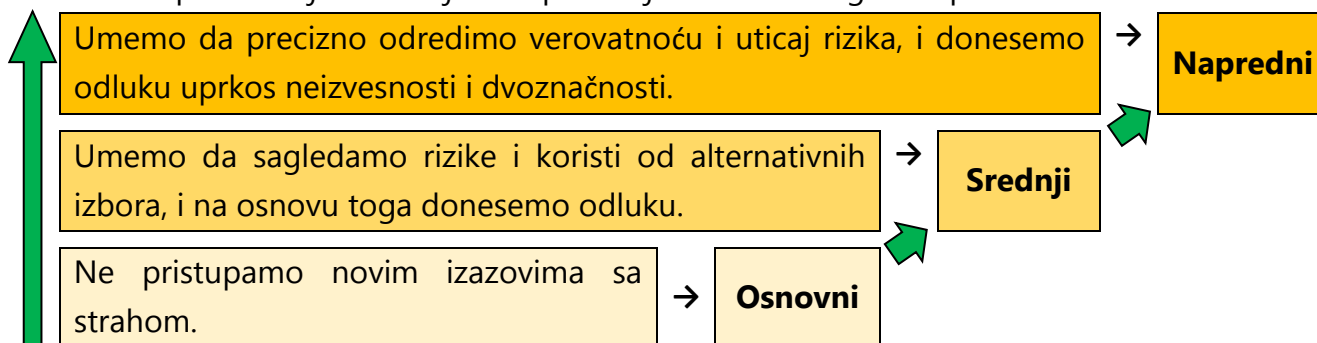 Umemo da precizno odredimo verovatnoću i uticaj rizika, i donesemo
odluku uprkos neizvesnosti i dvoznačnosti.
→
Napredni
Umemo da sagledamo rizike i koristi od alternativnih
izbora, i na osnovu toga donesemo odluku.
→
Srednji
Ne pristupamo novim izazovima sa
strahom.
→
Osnovni